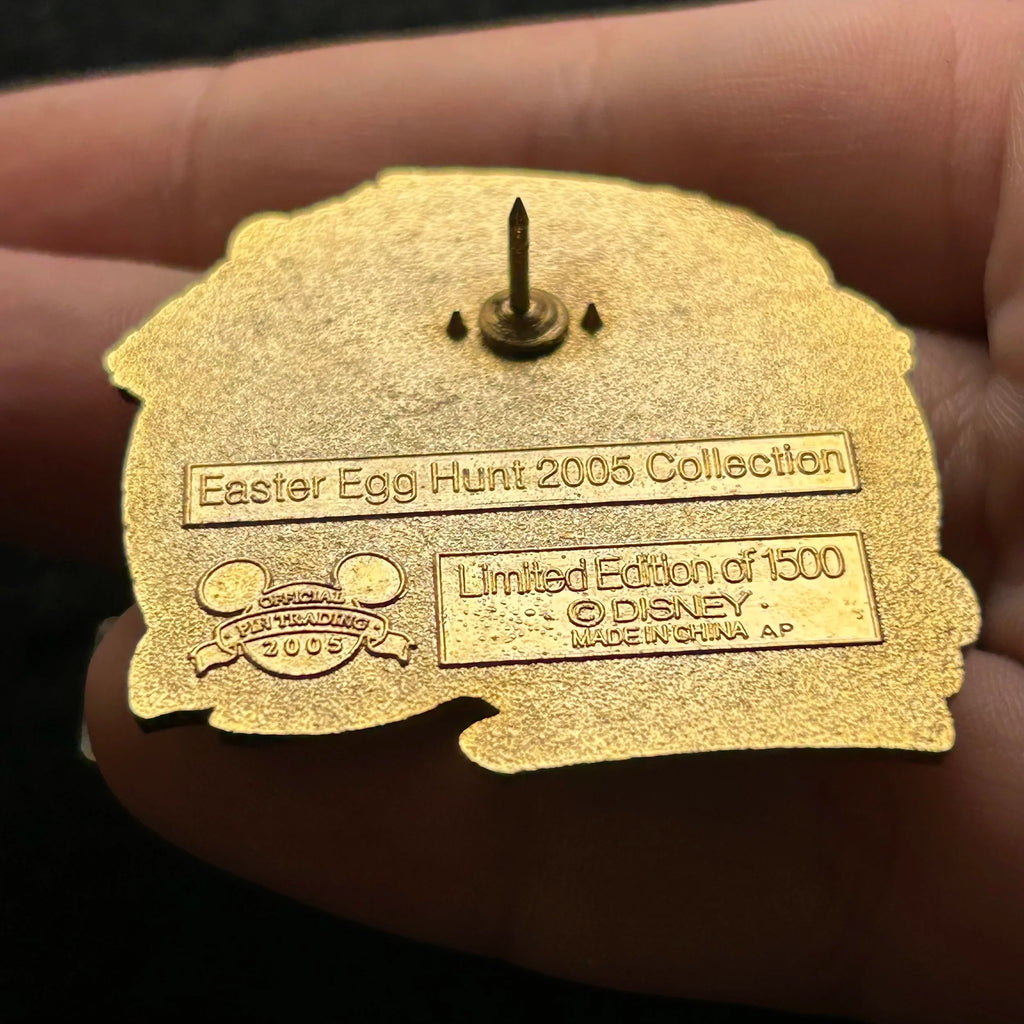 Easter Egg Hunt 2005 Collection
OFFICIAL
PIN TRADING
2005
Limited Edition of 1500
© DISNEY
MADE IN CHINA AP